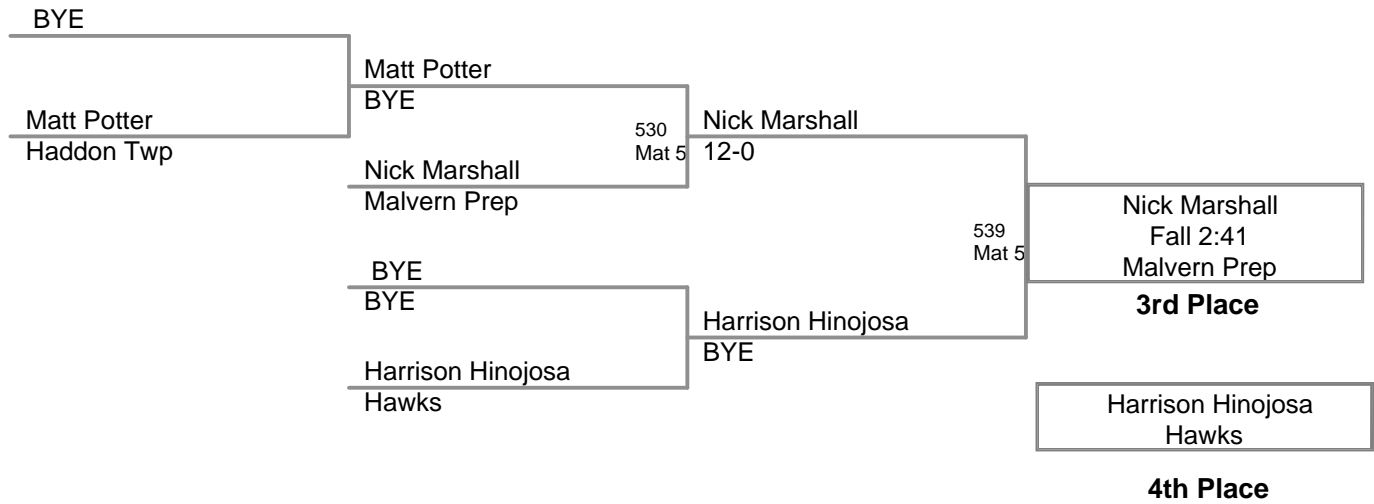 BYE
Matt Potter
Haddon Twp
Matt Potter
BYE
Nick Marshall
Malvern Prep
BYE
BYE
Harrison Hinojosa
Hawks
530
Mat 5
Nick Marshall
12-0
Harrison Hinojosa
BYE
539
Mat 5
Nick Marshall
Fall 2:41
Malvern Prep
3rd Place
Harrison Hinojosa
Hawks
4th Place